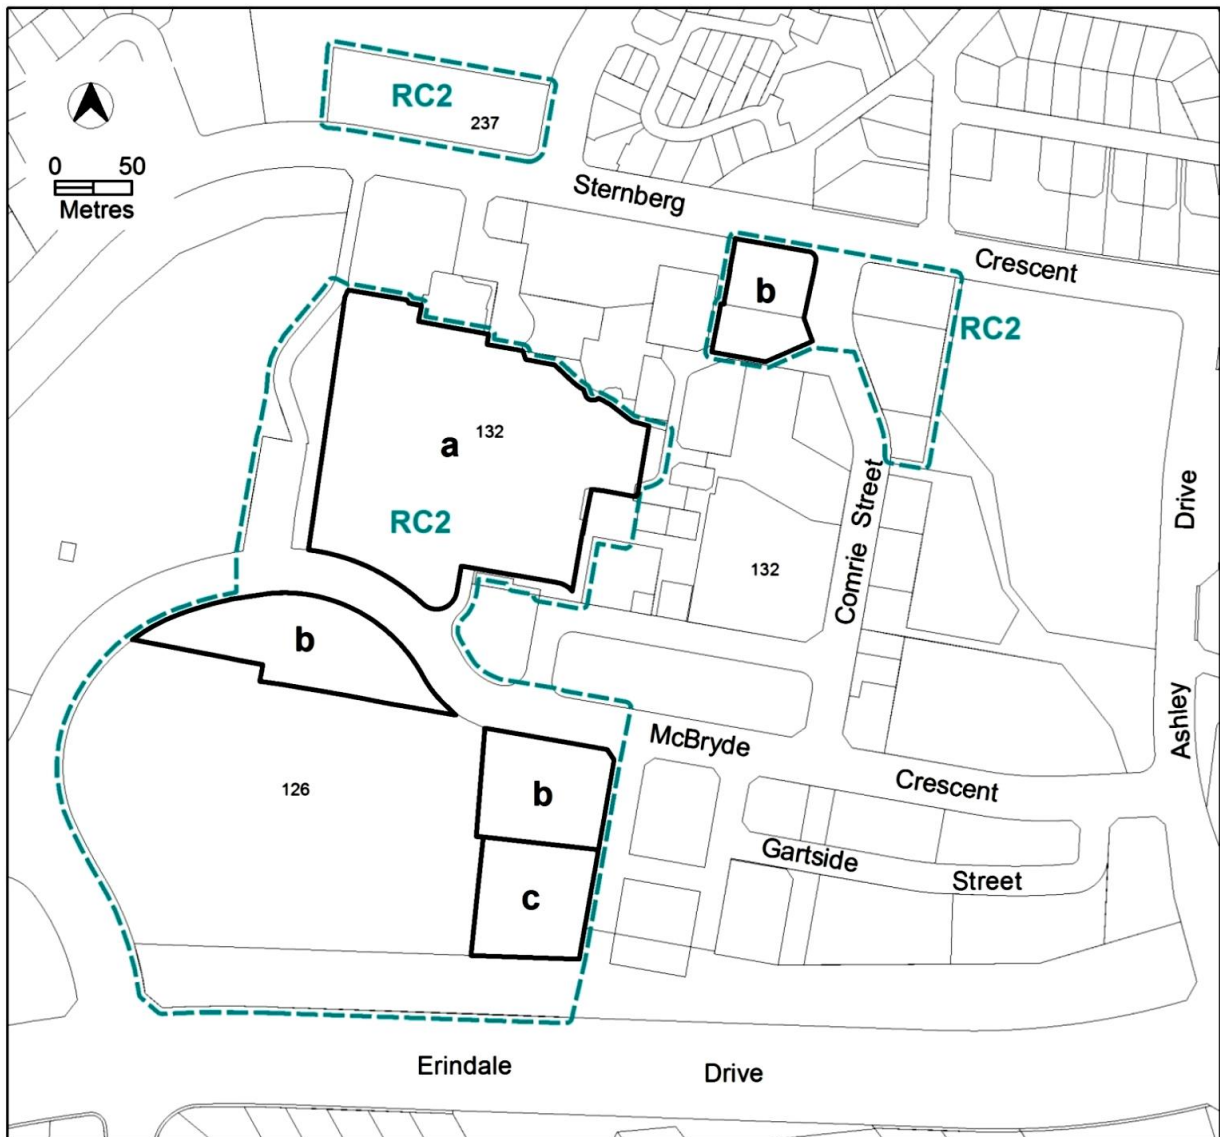 RC2
237
0 50
Metres
Sternberg
Crescent
b
RC2
132
a
RC2
Comrie Street
132
Drive
Ashley
b
McBryde
Crescent
126
b
Gartside
Street
c
Erindale
Drive